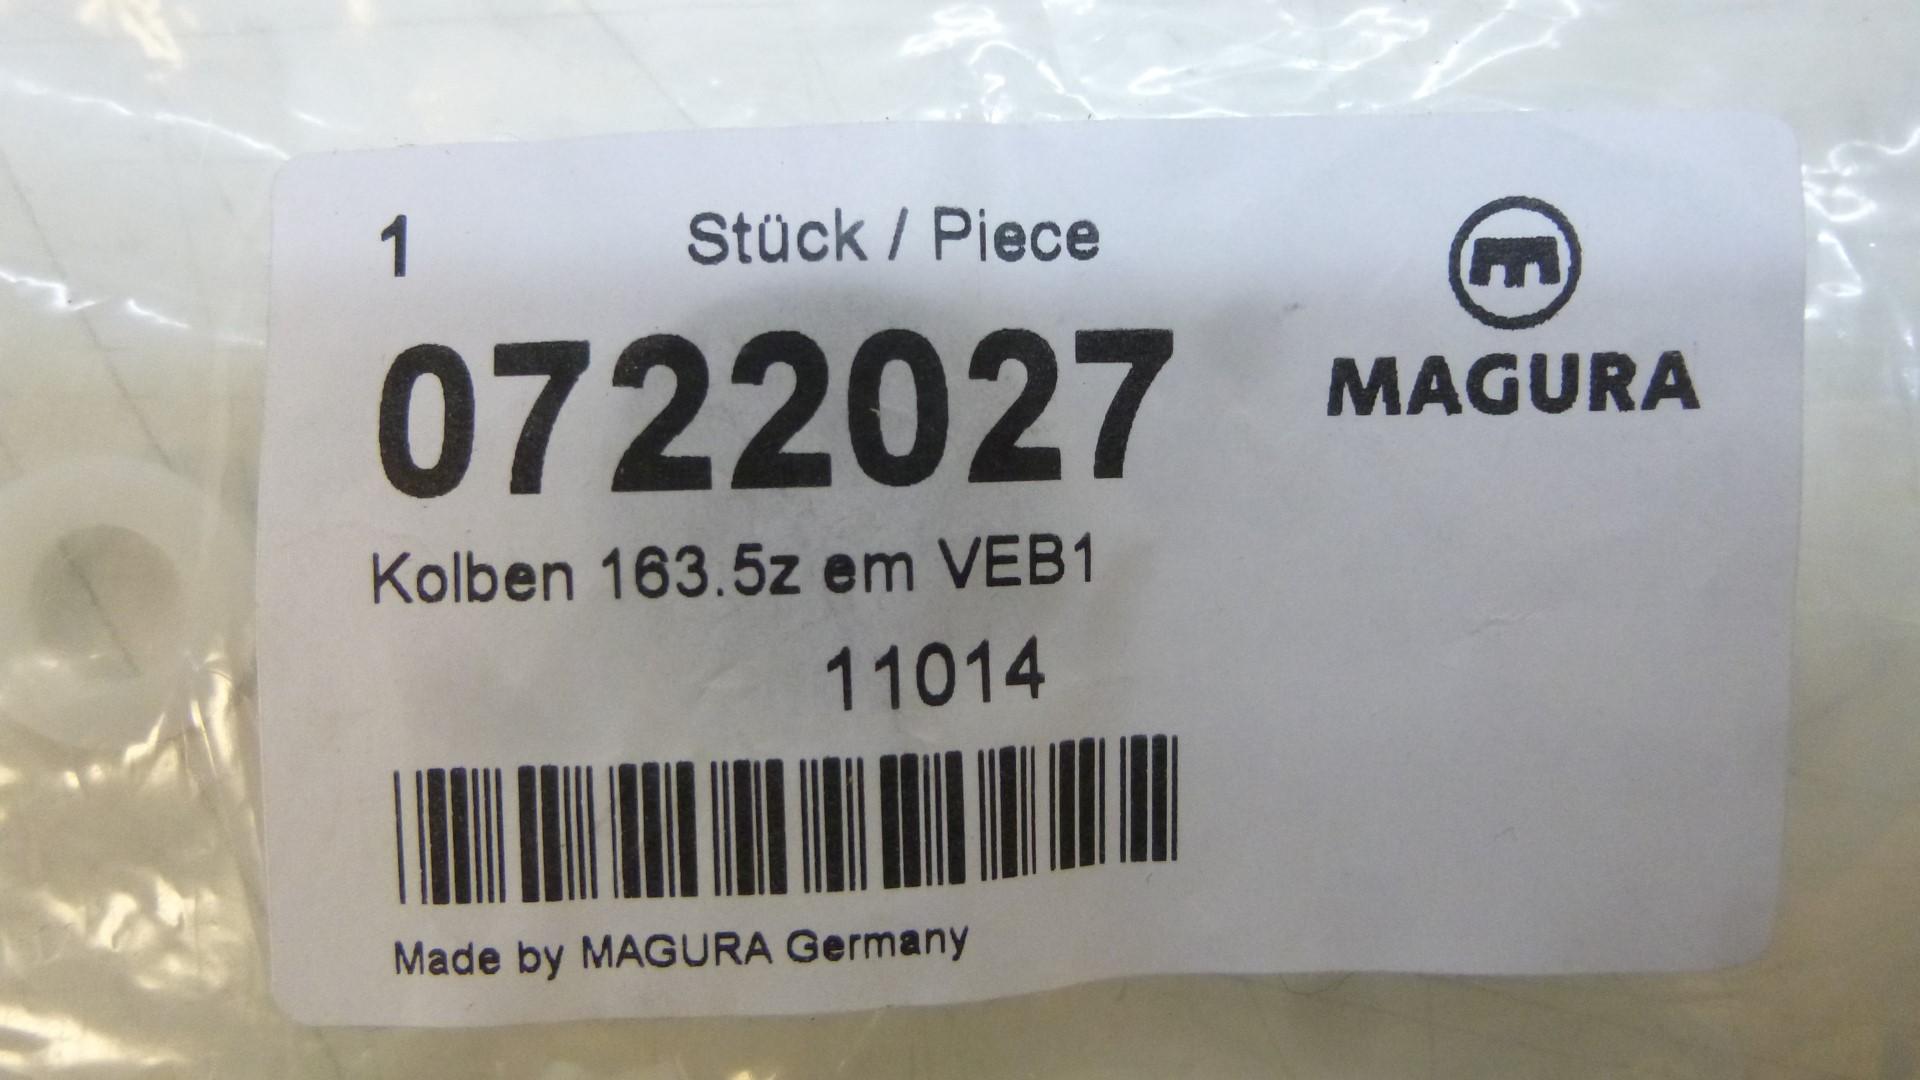 1 Stück / Piece
MAGURA
0722027
Kolben 163.5z em VEB1
11014
Made by MAGURA Germany